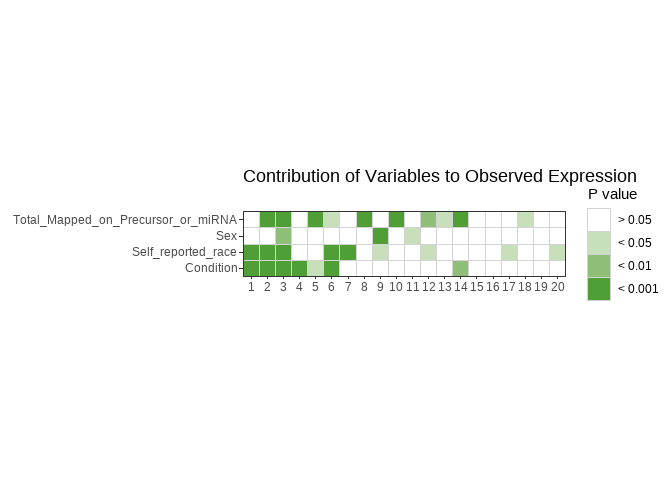 Contribution of Variables to Observed Expression
P value
> 0.05
< 0.05
< 0.01
< 0.001
Total_Mapped_on_Precursor_or_miRNA
Sex
Self_reported_race
Condition
1 2 3 4 5 6 7 8 9 10 11 12 13 14 15 16 17 18 19 20